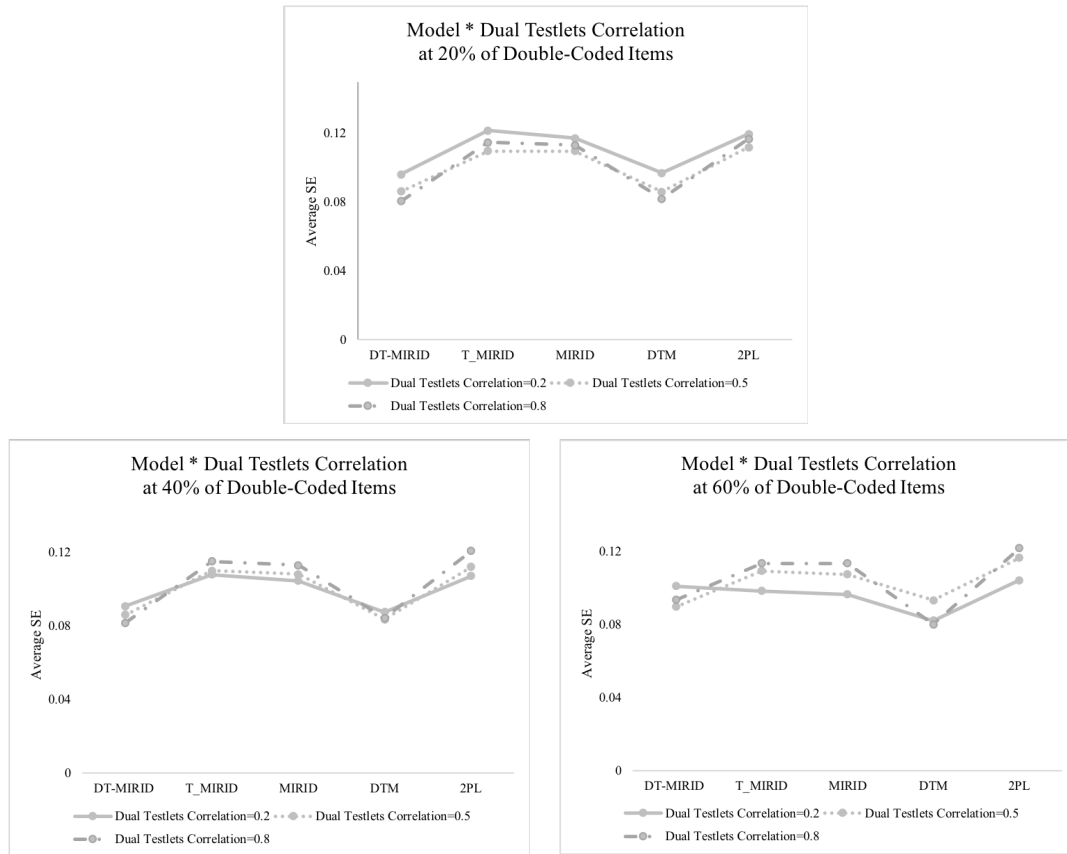 Model * Dual Testlets Correlation
at 20% of Double-Coded Items
Average SE
0.12
0.08
0.04
0
DT-MIRID T_MIRID MIRID DTM 2PL
Dual Testlets Correlation=0.2 Dual Testlets Correlation=0.5
Dual Testlets Correlation=0.8
Model * Dual Testlets Correlation
at 40% of Double-Coded Items
Average SE
0.12
0.08
0.04
0
DT-MIRID T_MIRID MIRID DTM 2PL
Dual Testlets Correlation=0.2 Dual Testlets Correlation=0.5
Dual Testlets Correlation=0.8
Model * Dual Testlets Correlation
at 60% of Double-Coded Items
Average SE
0.12
0.08
0.04
0
DT-MIRID T_MIRID MIRID DTM 2PL
Dual Testlets Correlation=0.2 Dual Testlets Correlation=0.5
Dual Testlets Correlation=0.8